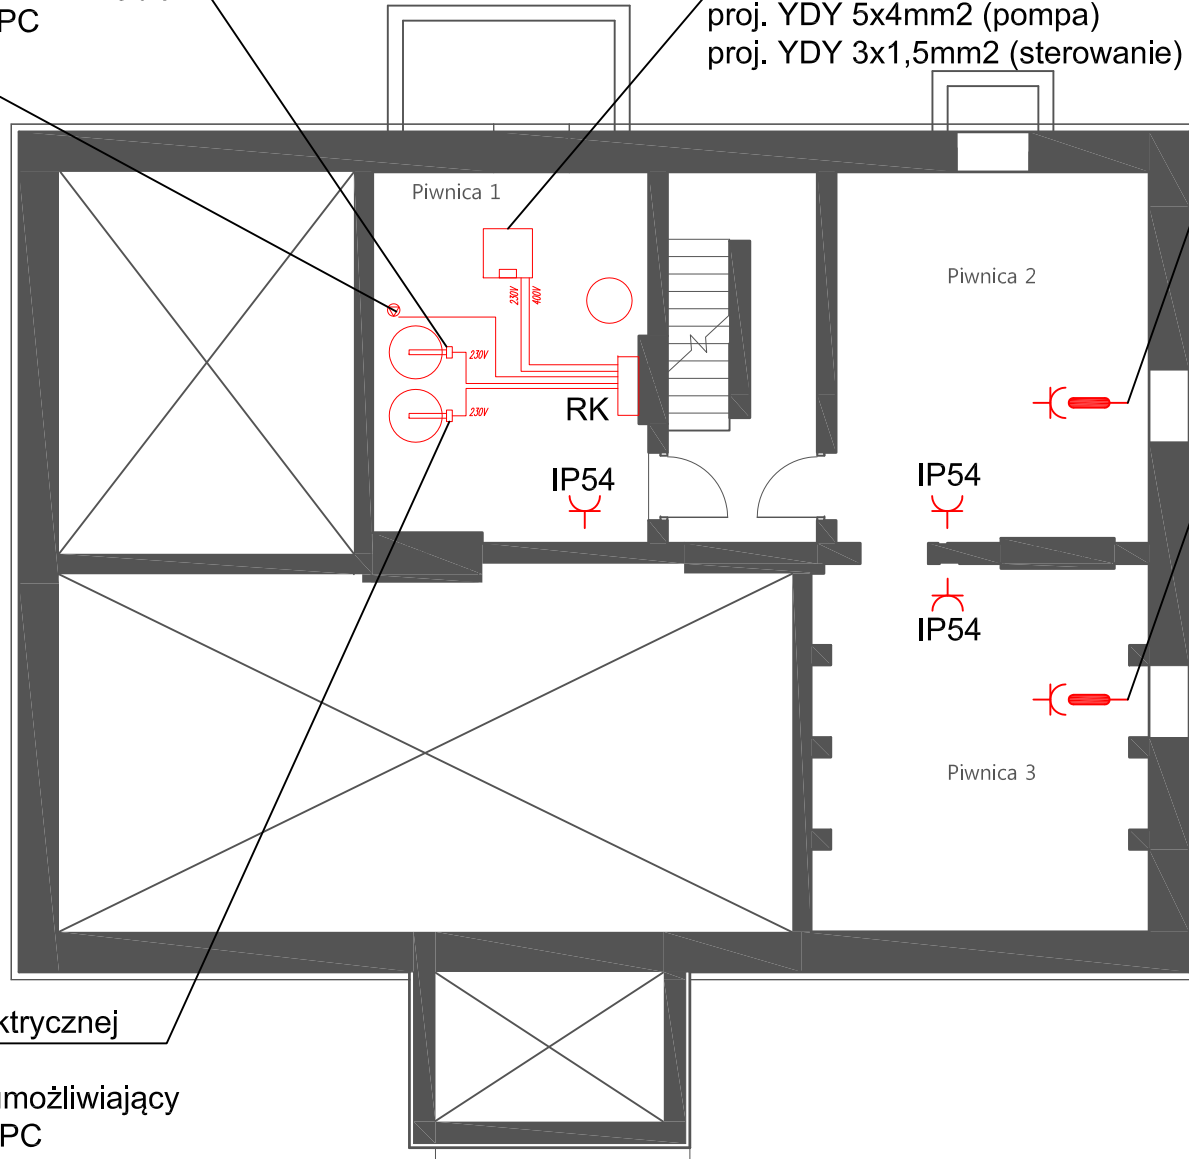 PC
proj. YDY 5x4mm2 (pompa)
proj. YDY 3x1,5mm2 (sterowanie)
Piwnica 1
Piwnica 2
230V
400V
230V
230V
RK
IP54
IP54
IP54
Piwnica 3
ktrycznej
umożliwiający
PC